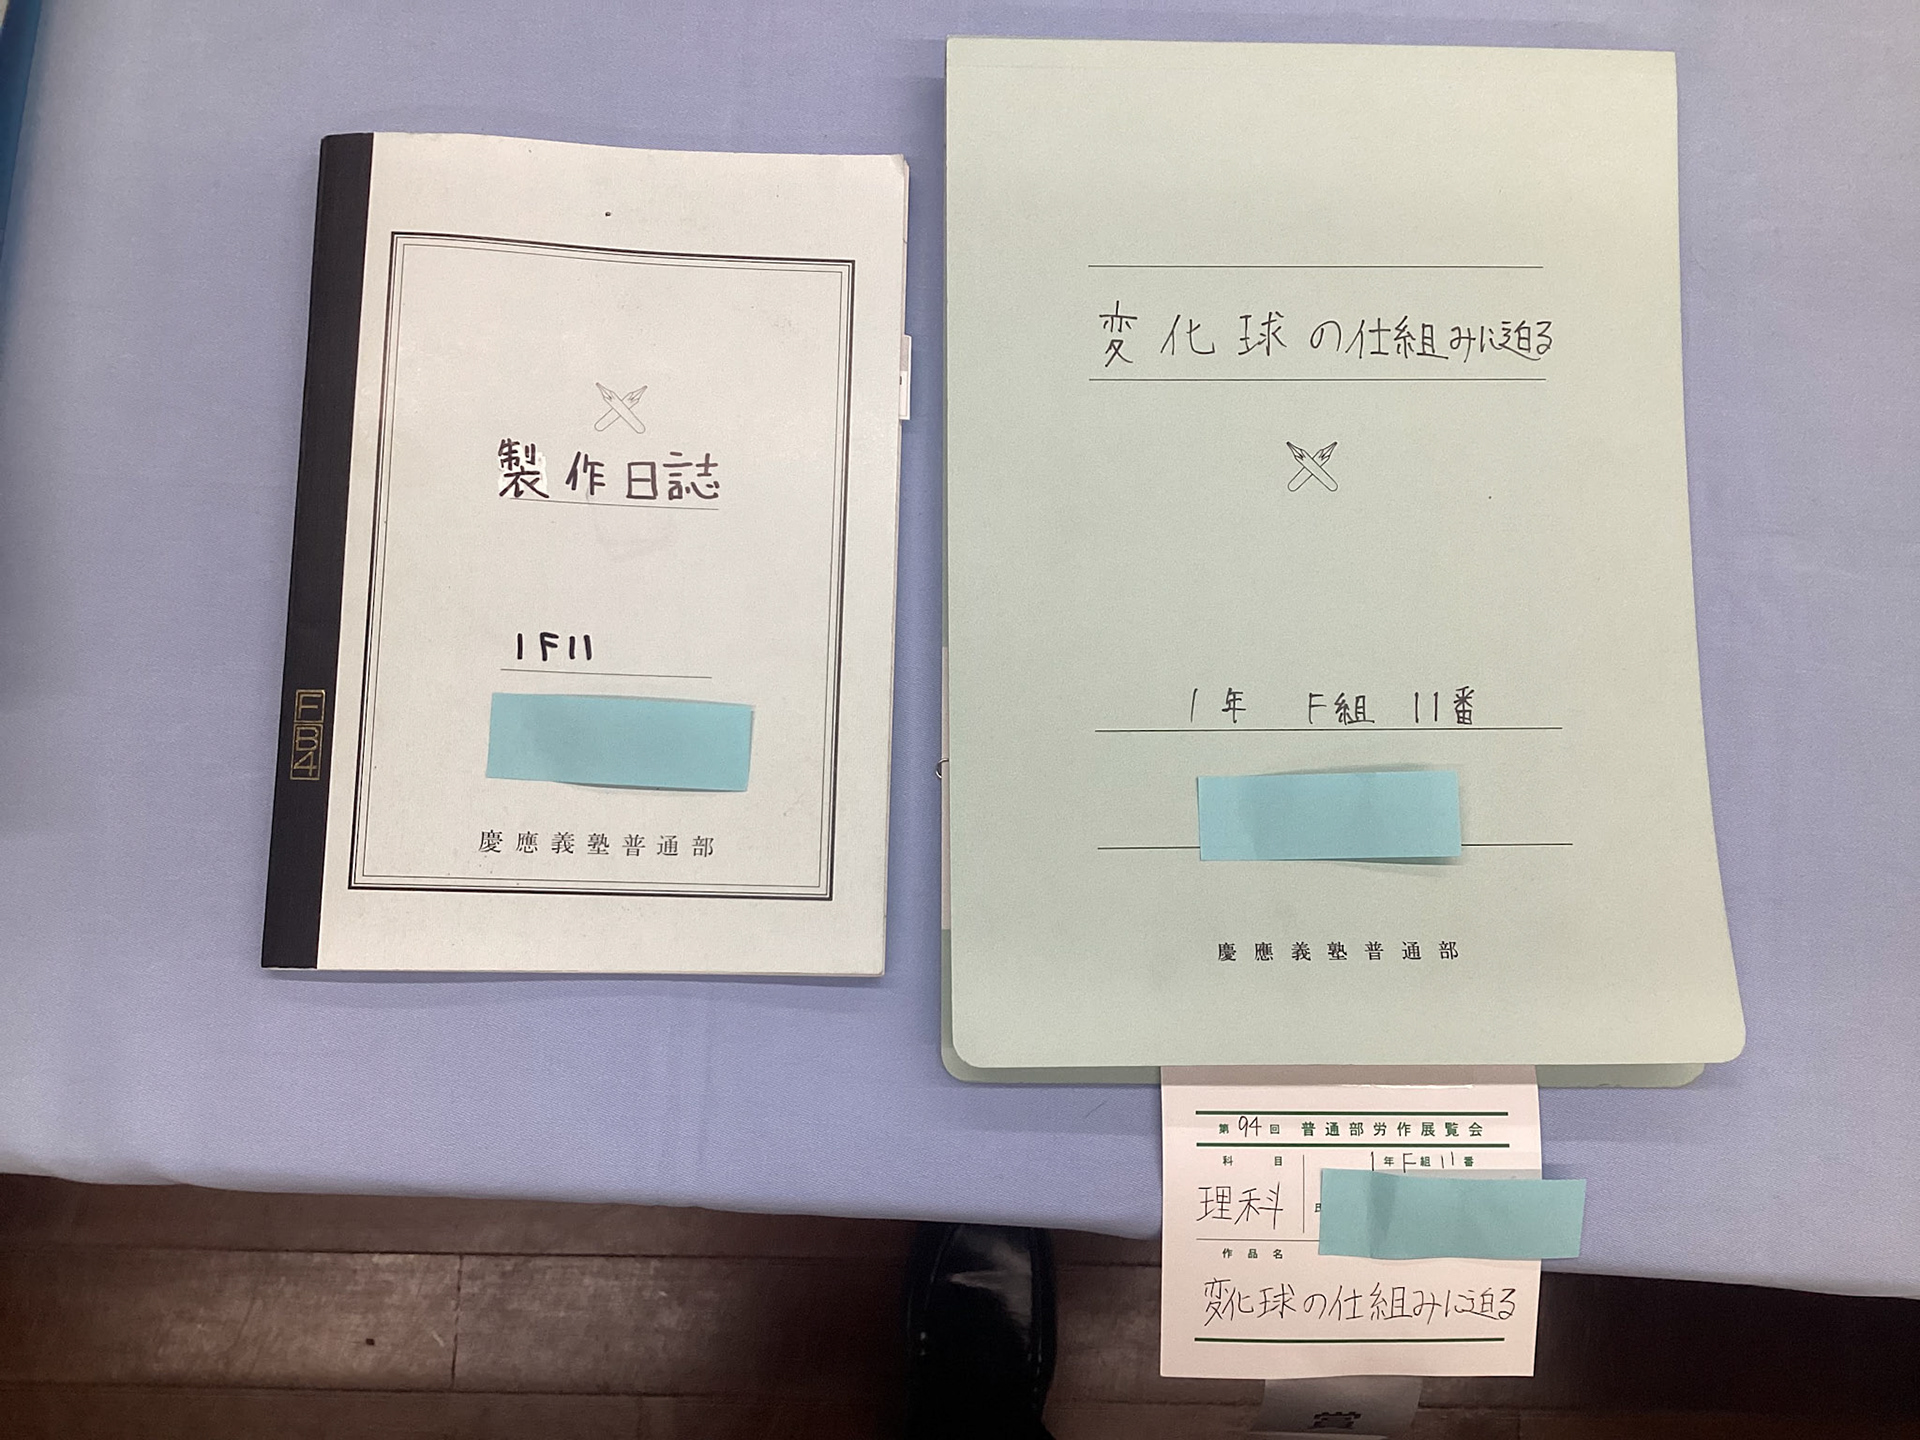 製作日誌
1F11
慶應義塾普通部
FB4
変化球の仕組みに迫る
1年 F組 11番
慶應義塾普通部
第94回 普通部労作展覧会
科目
1年F組11番
理科
氏
作品名
変化球の仕組みに迫る
賞